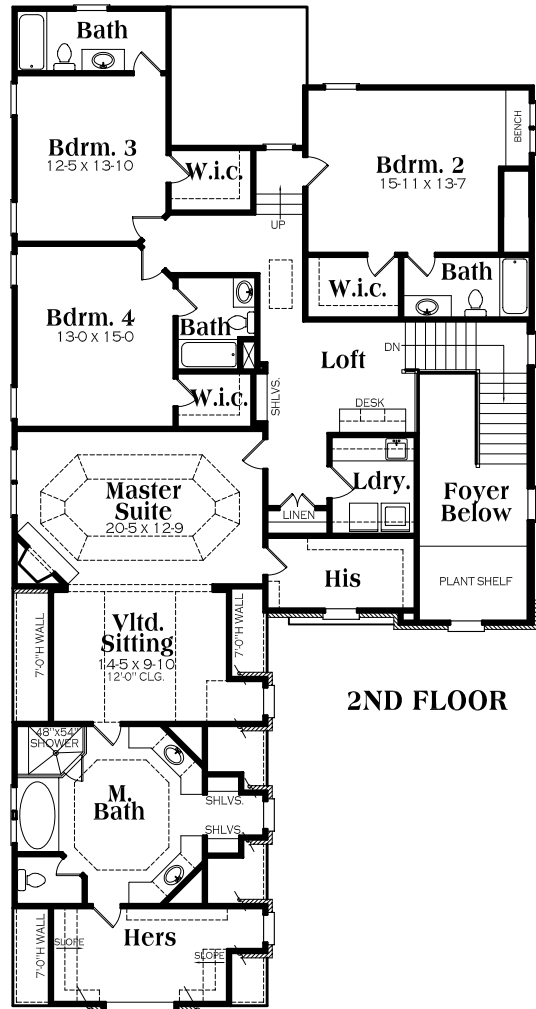 Bath
Bdrm. 3
12-5 x 13-10
W.i.c.
Bdrm. 2
15-11 x 13-7
BENCH
UP
W.i.c.
Bath
Bdrm. 4
13-0 x 15-0
Bath
W.i.c.
SHLVS.
Loft
DN
DESK
Master
Suite
20-5 x 12-9
LINEN
Ldry.
Foyer
Below
PLANT SHELF
His
7'-0"H WALL
Vltd.
Sitting
14-5 x 9-10
12'-0" CLG.
7'-0"H WALL
2ND FLOOR
48"x54"
SHOWER
M.
Bath
SHLVS.
SHLVS.
7'-0"H WALL
SLOPE
Hers
SLOPE